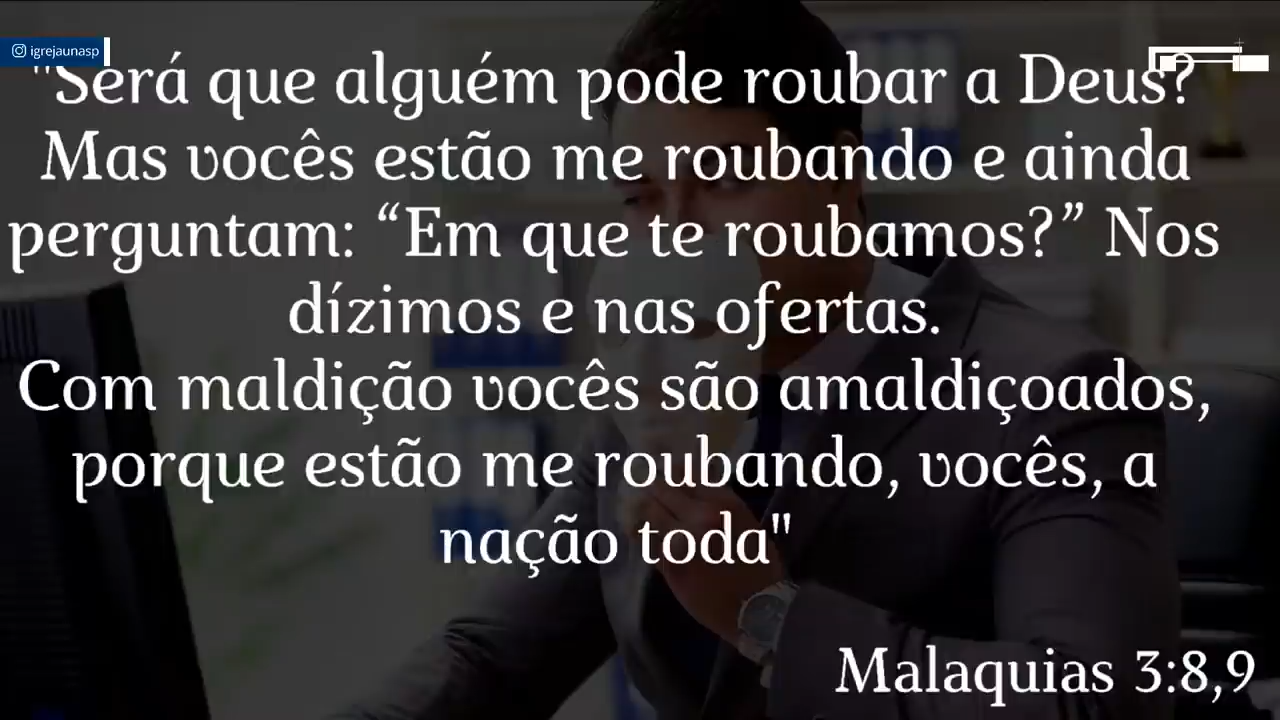 igrejaunasp
"Será que alguém pode roubar a Deus?
Mas vocês estão me roubando e ainda
perguntam: “Em que te roubamos?” Nos
dízimos e nas ofertas.
Com maldição vocês são amaldiçoados,
porque estão me roubando, vocês, a
nação toda"
Malaquias 3:8,9